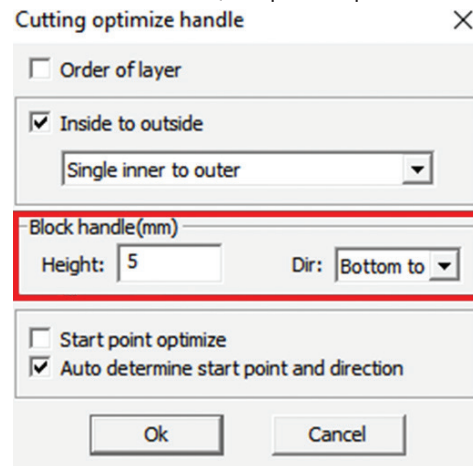 Cutting optimize handle
Order of layer
Inside to outside
Single inner to outer
Block handle(mm)
Height: 5 Dir: Bottom to
Start point optimize
Auto determine start point and direction
Ok Cancel